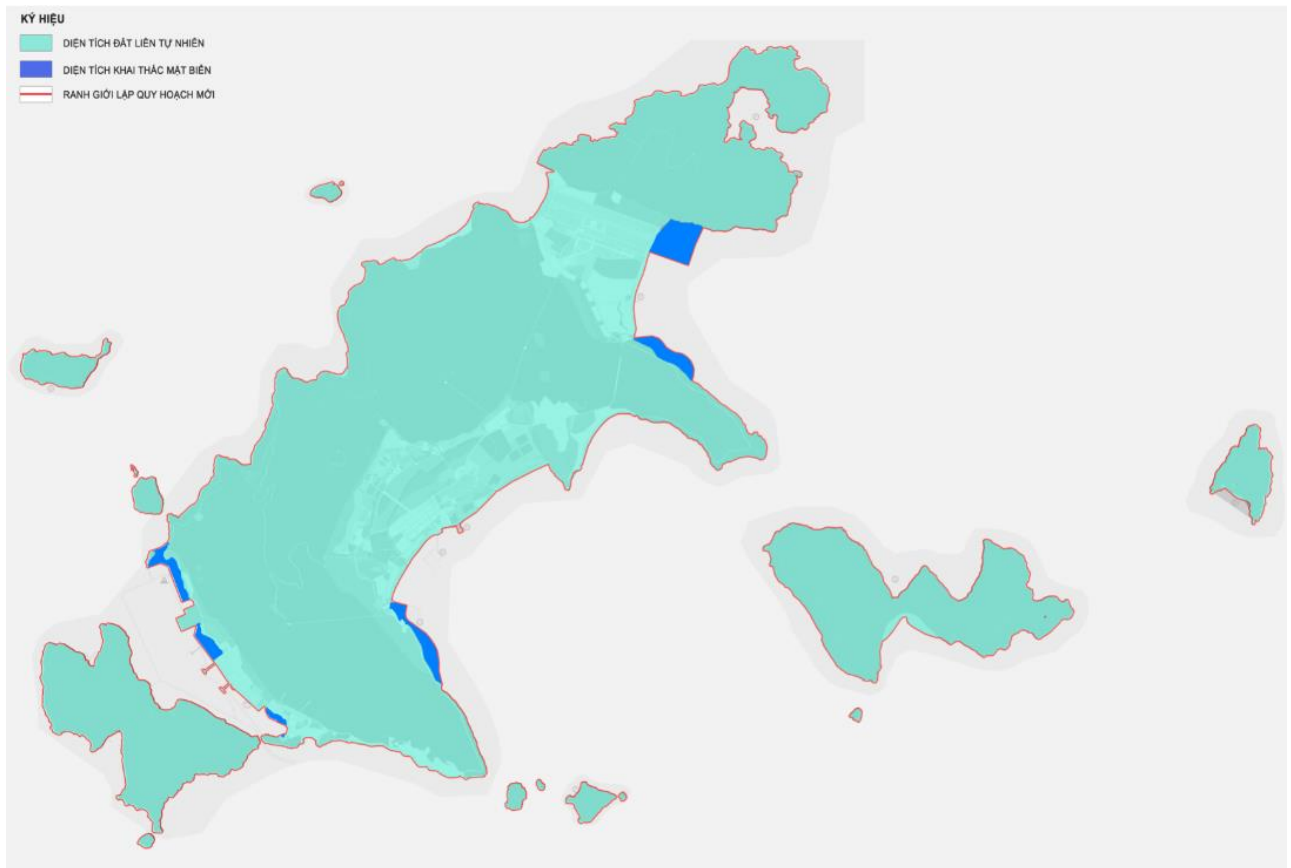 KÝ HIỆU
DIỆN TÍCH ĐẤT LIỀN TỰ NHIÊN
DIỆN TÍCH KHAI THÁC MẶT BIỂN
RANH GIỚI LẬP QUY HOẠCH MỚI